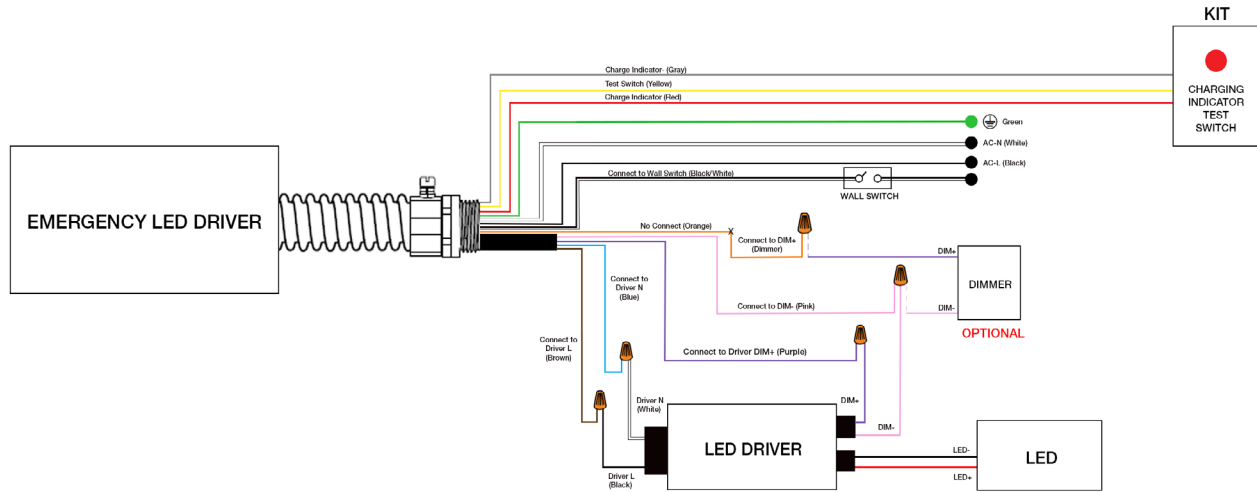 KIT
CHARGING
INDICATOR
TEST
SWITCH
Charge Indicator- (Gray)
Test Switch (Yellow)
Charge Indicator (Red)
Green
AC-N (White)
AC-L (Black)
Connect to Wall Switch (Black/White)
WALL SWITCH
EMERGENCY LED DRIVER
No Connect (Orange)
X
Connect to DIM+
(Dimmer)
DIM+
DIMMER
DIM-
OPTIONAL
Connect to
Driver N
(Blue)
Connect to DIM- (Pink)
Connect to
Driver L
(Brown)
Connect to Driver DIM+ (Purple)
Driver N
(White)
DIM+
DIM-
LED DRIVER
Driver L
(Black)
LED-
LED+
LED